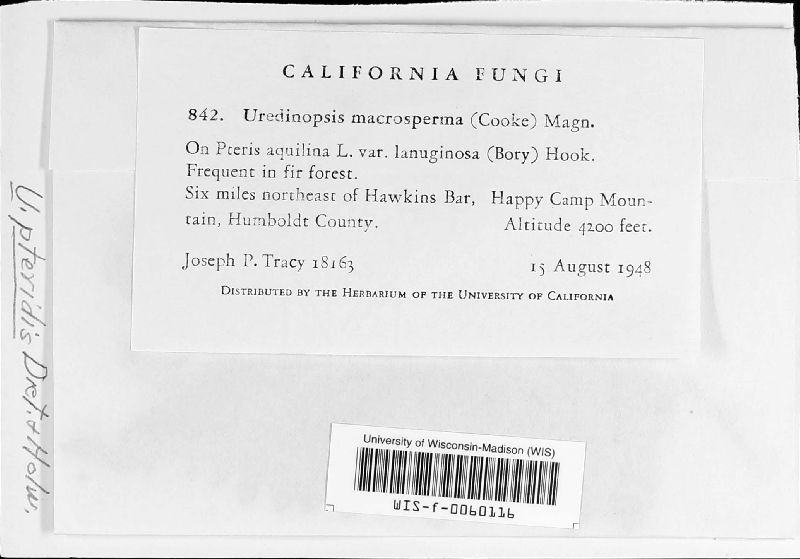 CALIFORNIA FUNGI
842. Uredinopsis macrosperma (Cooke) Magn.
On Pteris aquilina L. var. lanuginosa (Bory) Hook.
Frequent in fir forest.
Six miles northeast of Hawkins Bar, Happy Camp Moun-
tain, Humboldt County. Altitude 4200 feet.
Joseph P. Tracy 18163 15 August 1948
Distributed by the Herbarium of the University of California
U. pteridis Diet. & Holw.
University of Wisconsin-Madison (WIS)
WIS-f-0060116